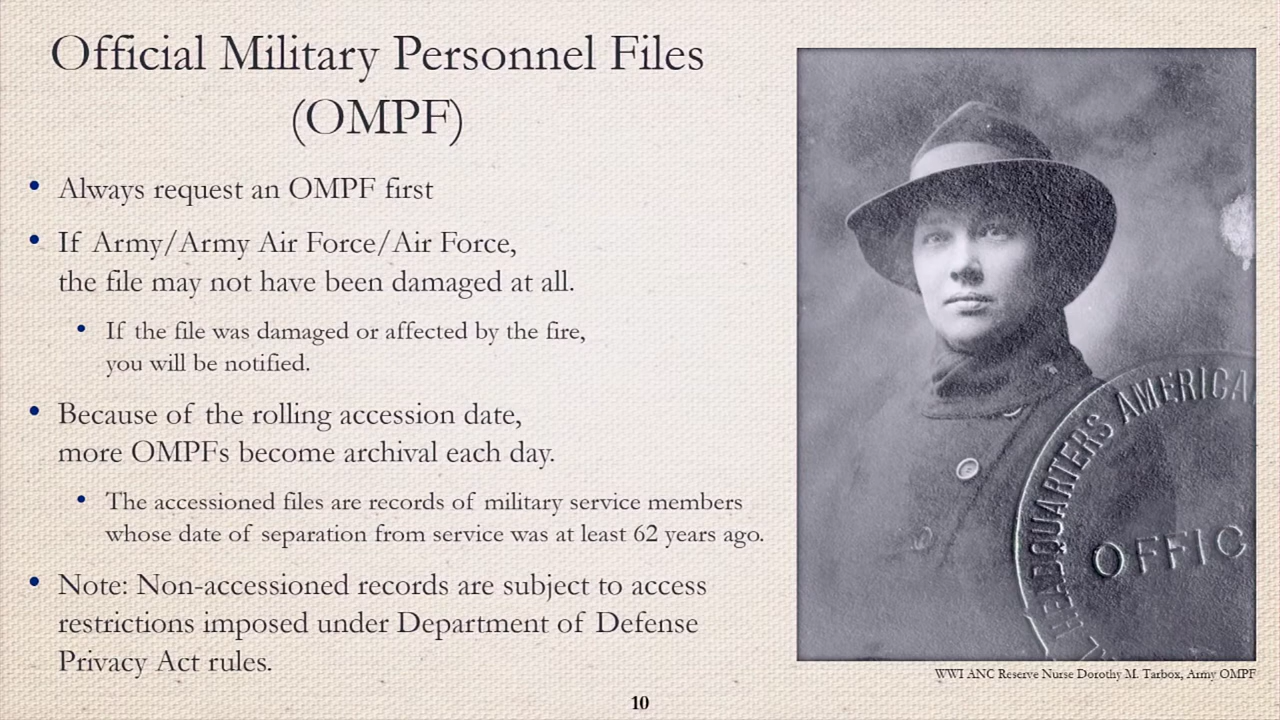 Official Military Personnel Files
(OMPF)
• Always request an OMPF first
• If Army/Army Air Force/Air Force,
the file may not have been damaged at all.
• If the file was damaged or affected by the fire,
you will be notified.
• Because of the rolling accession date,
more OMPFs become archival each day.
• The accessioned files are records of military service members
whose date of separation from service was at least 62 years ago.
• Note: Non-accessioned records are subject to access
restrictions imposed under Department of Defense
Privacy Act rules.
HEADQUARTERS AMERICA
OFFIC
WWI ANC Reserve Nurse Dorothy M. Tarbox, Army OMPF
10